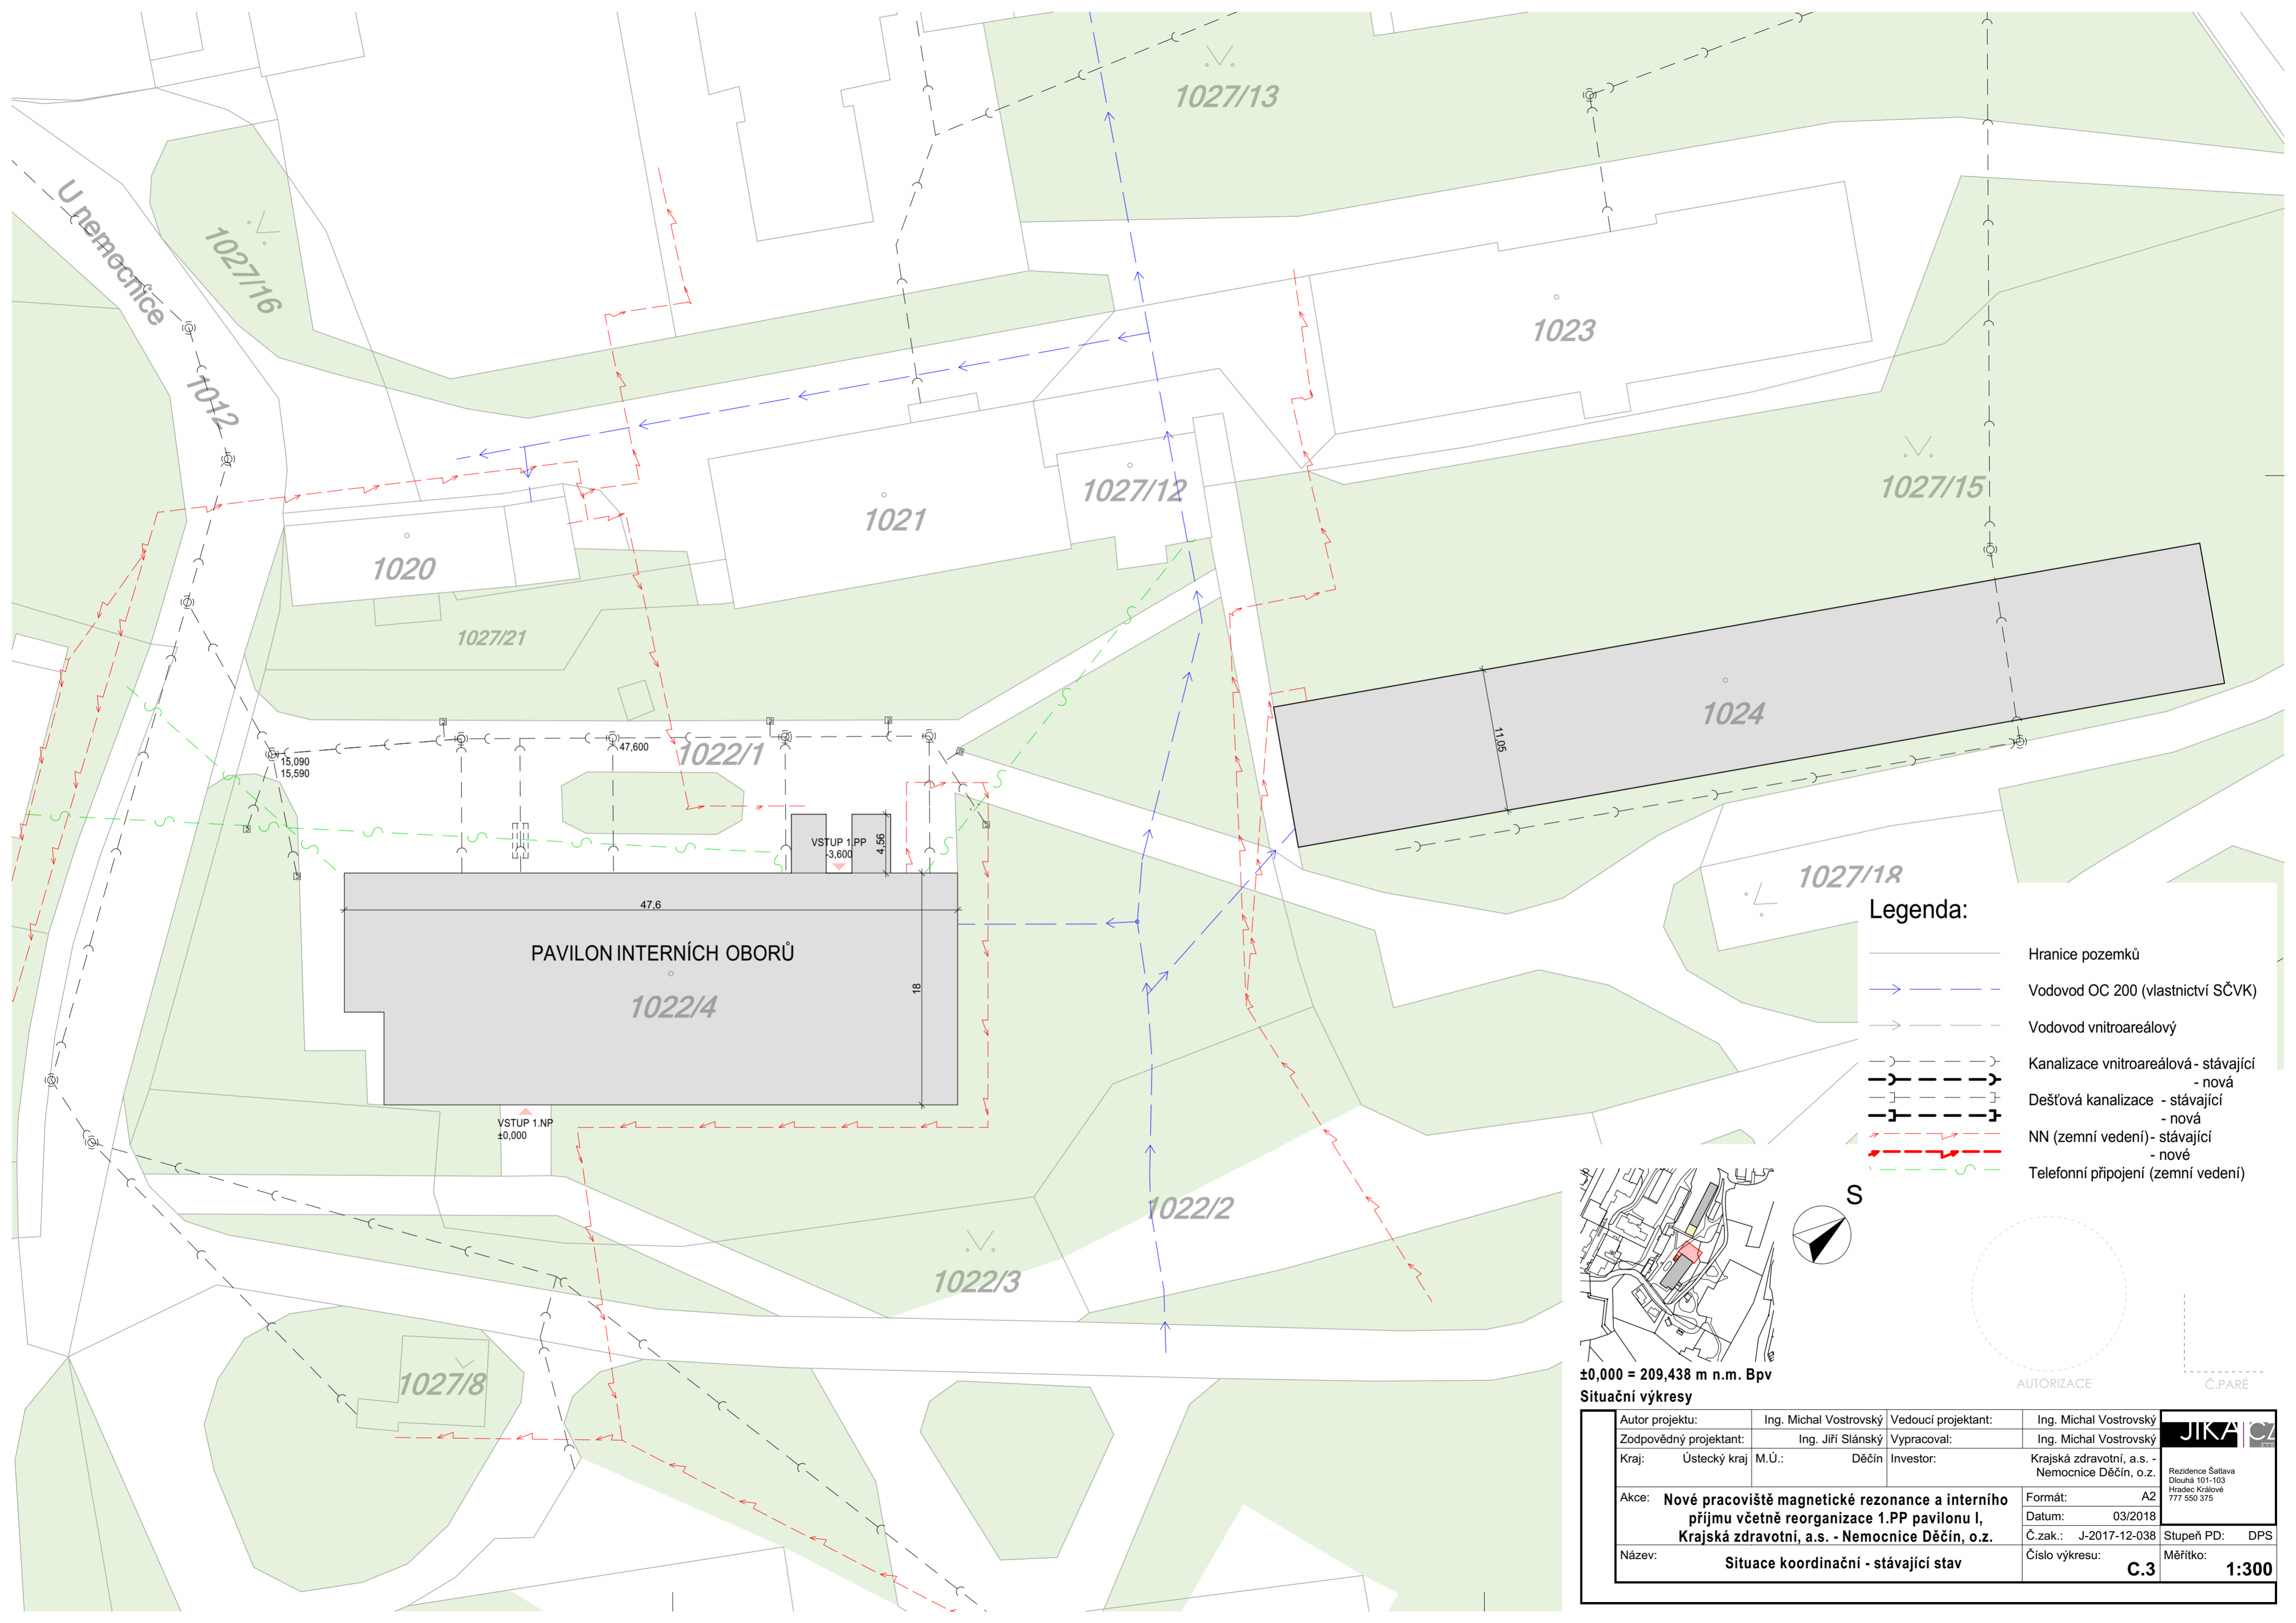 1027/13
U nemocnice
1027/16
1012
1023
1027/12
1021
1027/15
1020
1027/21
1024
11,05
47,600
1022/1
15,090
15,590
VSTUP 1.PP
-3,600
4,56
47,6
PAVILON INTERNÍCH OBORŮ
1022/4
18
VSTUP 1.NP
±0,000
1027/18
1022/2
1022/3
1027/8
Legenda:
Hranice pozemků
Vodovod OC 200 (vlastnictví SČVK)
Vodovod vnitroareálový
Kanalizace vnitroareálová - stávající
- nová
Dešťová kanalizace - stávající
- nová
NN (zemní vedení) - stávající
- nové
Telefonní připojení (zemní vedení)
S
±0,000 = 209,438 m n.m. Bpv
Situační výkresy
AUTORIZACE
Č.PARÉ
Autor projektu: Ing. Michal Vostrovský Vedoucí projektant: Ing. Michal Vostrovský
Zodpovědný projektant: Ing. Jiří Slánský Vypracoval: Ing. Michal Vostrovský
Kraj: Ústecký kraj M.Ú.: Děčín Investor: Krajská zdravotní, a.s. -
Nemocnice Děčín, o.z.
JIKA CZ
Rezidence Šatlava
Dlouhá 101-103
Hradec Králové
777 550 375
Akce: Nové pracoviště magnetické rezonance a interního
příjmu včetně reorganizace 1.PP pavilonu I,
Krajská zdravotní, a.s. - Nemocnice Děčín, o.z.
Formát: A2
Datum: 03/2018
Č.zak.: J-2017-12-038 Stupeň PD: DPS
Název: Situace koordinační - stávající stav
Číslo výkresu: C.3
Měřítko: 1:300